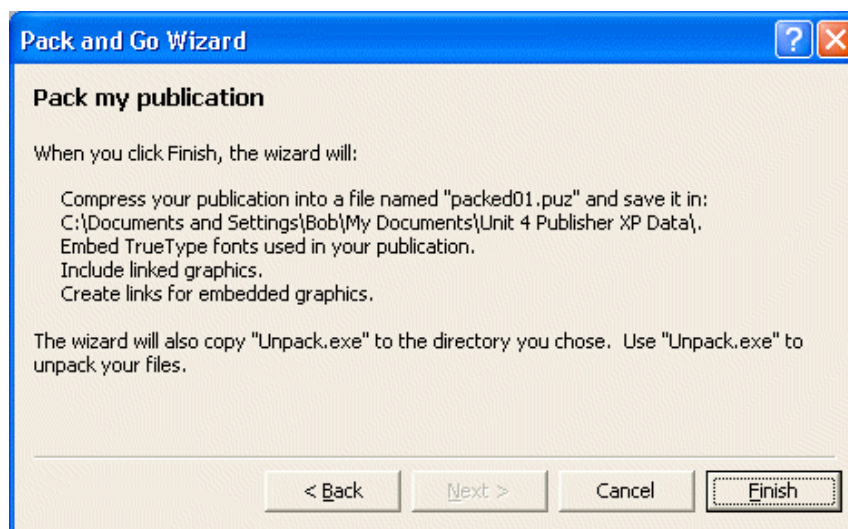 Pack and Go Wizard
Pack my publication
When you click Finish, the wizard will:
Compress your publication into a file named "packed01.puz" and save it in:
C:\Documents and Settings\Bob\My Documents\Unit 4 Publisher XP Data\.
Embed TrueType fonts used in your publication.
Include linked graphics.
Create links for embedded graphics.
The wizard will also copy "Unpack.exe" to the directory you chose.  Use "Unpack.exe" to
unpack your files.
< Back
Next >
Cancel
Finish